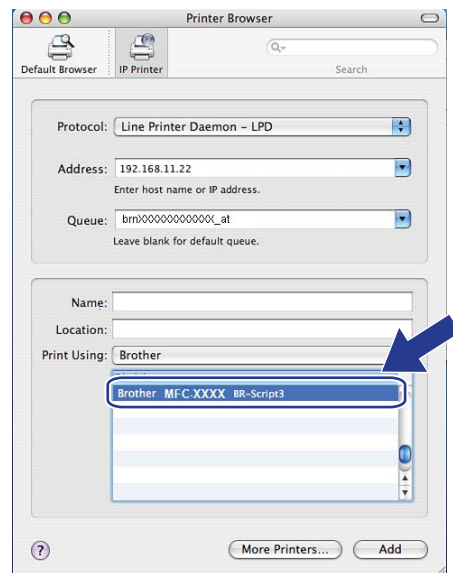 Printer Browser
Default Browser
IP Printer
Search
Protocol: Line Printer Daemon – LPD
Address: 192.168.11.22
Enter host name or IP address.
Queue: brnXXXXXXXXXXXX_at
Leave blank for default queue.
Name:
Location:
Print Using: Brother
Brother MFC-XXXX BR-Script3
? More Printers... Add